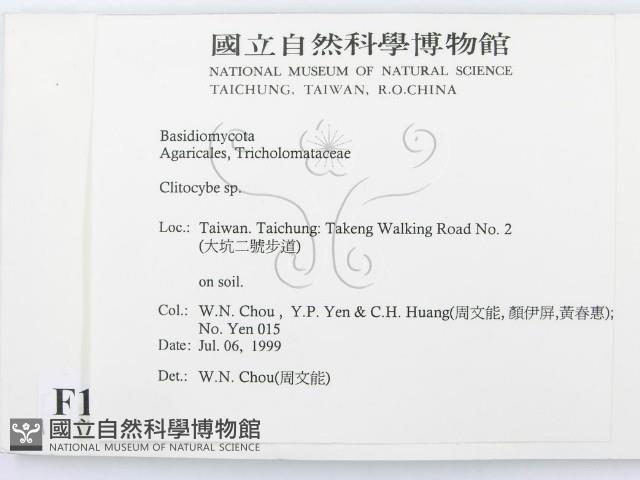 國立自然科學博物館
NATIONAL MUSEUM OF NATURAL SCIENCE
TAICHUNG, TAIWAN, R.O.CHINA
Basidiomycota
Agaricales, Tricholomataceae
Clitocybe sp.
Loc.: Taiwan. Taichung: Takeng Walking Road No. 2
(大坑二號步道)
on soil.
Col.: W.N. Chou , Y.P. Yen & C.H. Huang(周文能, 顏伊屏,黃春惠);
No. Yen 015
Date: Jul. 06, 1999
Det.: W.N. Chou(周文能)
F1
國立自然科學博物館
NATIONAL MUSEUM OF NATURAL SCIENCE